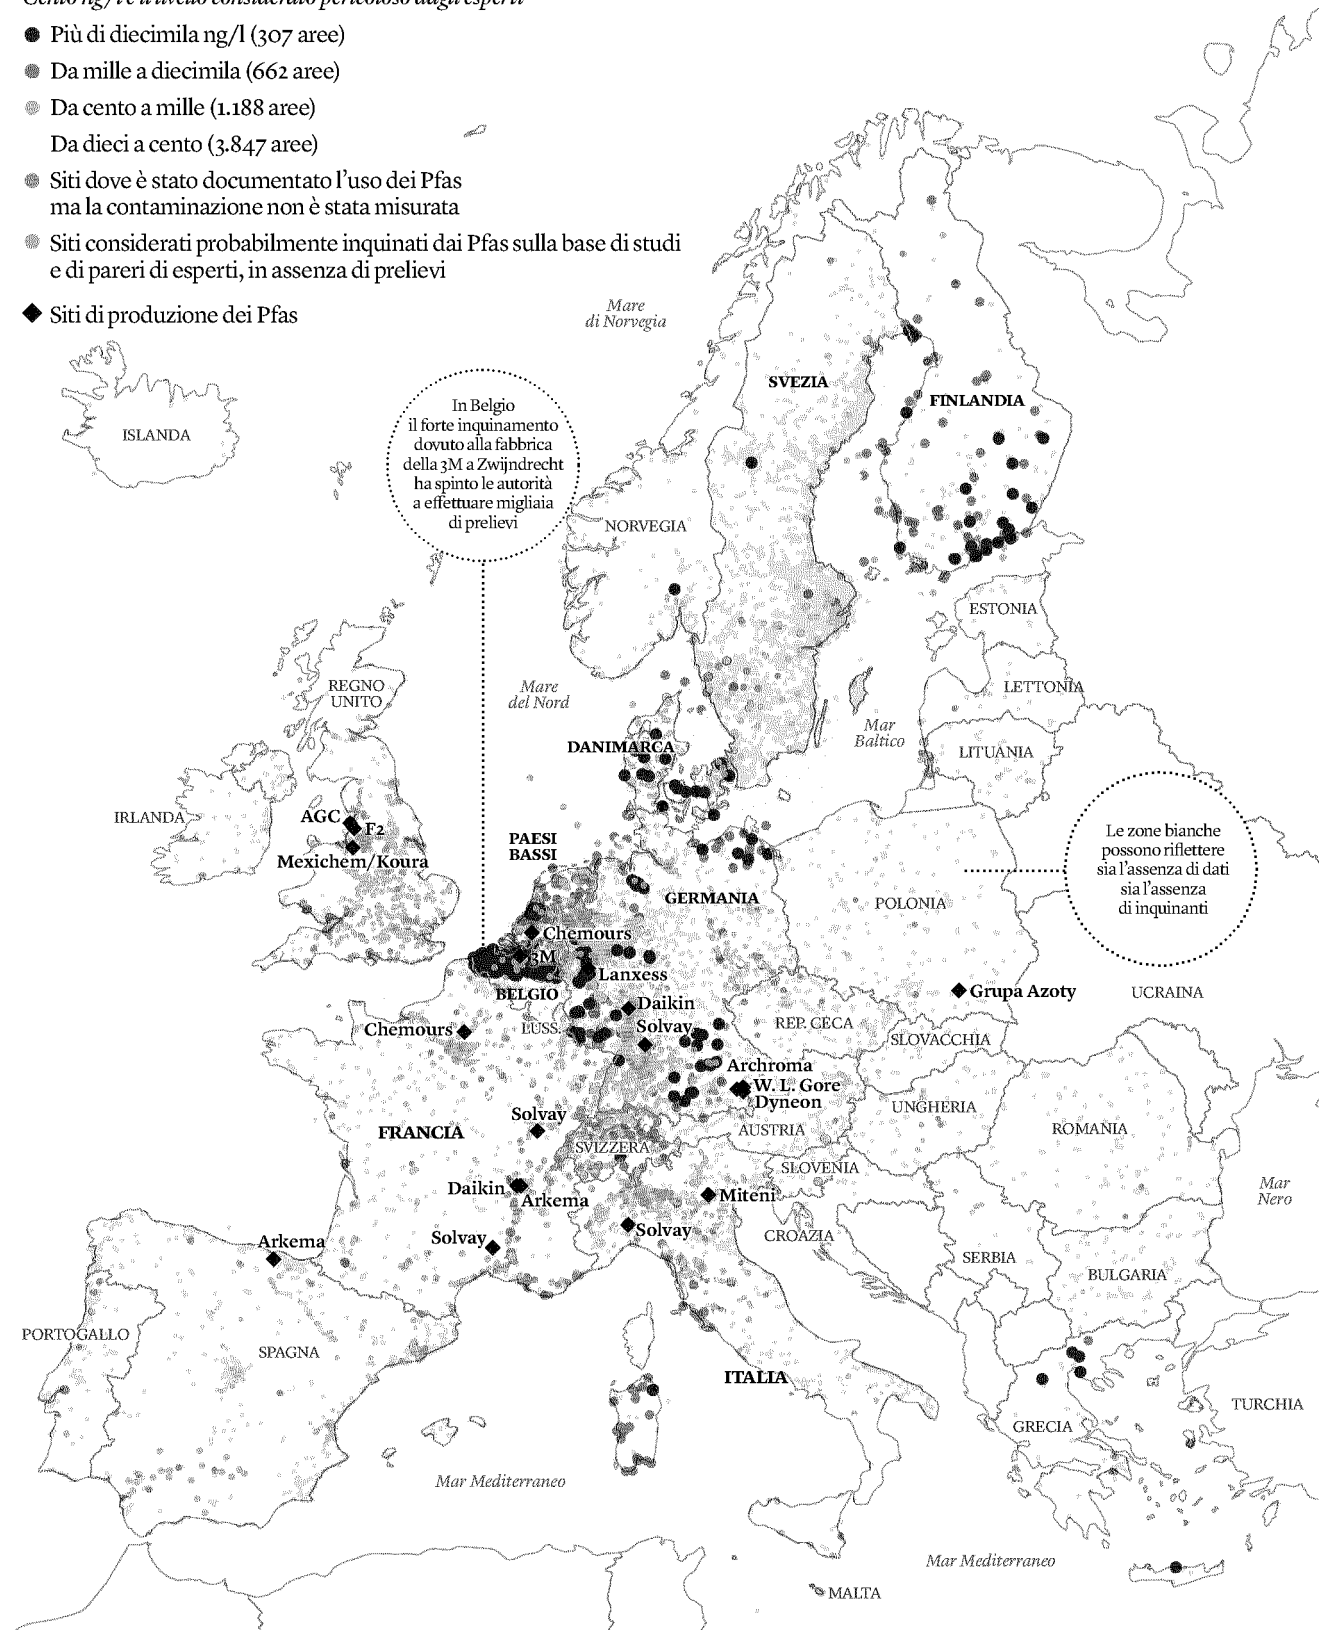 Cento ng/l è il livello considerato pericoloso dagli esperti
Più di diecimila ng/l (307 aree)
Da mille a diecimila (662 aree)
Da cento a mille (1.188 aree)
Da dieci a cento (3.847 aree)
Siti dove è stato documentato l'uso dei Pfas
ma la contaminazione non è stata misurata
Siti considerati probabilmente inquinati dai Pfas sulla base di studi
e di pareri di esperti, in assenza di prelievi
Siti di produzione dei Pfas
Mare
di Norvegia
ISLANDA
In Belgio
il forte inquinamento
dovuto alla fabbrica
della 3M a Zwijndrecht
ha spinto le autorità
a effettuare migliaia
di prelievi
SVEZIA
FINLANDIA
NORVEGIA
ESTONIA
REGNO
UNITO
Mare
del Nord
LETTONIA
Mar
Baltico
DANIMARCA
LITUANIA
IRLANDA
AGC
F2
Mexichem/Koura
PAESI
BASSI
GERMANIA
POLONIA
Le zone bianche
possono riflettere
sia l'assenza di dati
sia l'assenza
di inquinanti
Chemours
3M
Lanxess
BELGIO
Grupa Azoty
UCRAINA
Daikin
Chemours
LUSS.
Solvay
REP. CECA
SLOVACCHIA
Archroma
W. L. Gore
Dyneon
Solvay
FRANCIA
UNGHERIA
AUSTRIA
ROMANIA
SVIZZERA
SLOVENIA
Daikin
Arkema
Miteni
Mar
Nero
Solvay
Solvay
CROAZIA
Arkema
SERBIA
BULGARIA
PORTOGALLO
SPAGNA
ITALIA
TURCHIA
GRECIA
Mar Mediterraneo
Mar Mediterraneo
MALTA